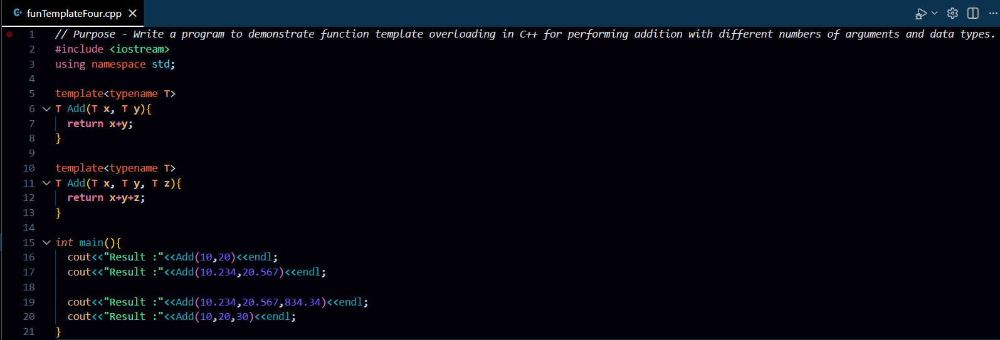 funTemplateFour.cpp
1 // Purpose - Write a program to demonstrate function template overloading in C++ for performing addition with different numbers of arguments and data types.
2 #include <iostream>
3 using namespace std;
4
5 template<typename T>
6 T Add(T x, T y){
7 return x+y;
8 }
9
10 template<typename T>
11 T Add(T x, T y, T z){
12 return x+y+z;
13 }
14
15 int main(){
16 cout<<"Result :"<<Add(10,20)<<endl;
17 cout<<"Result :"<<Add(10.234,20.567)<<endl;
18
19 cout<<"Result :"<<Add(10.234,20.567,834.34)<<endl;
20 cout<<"Result :"<<Add(10,20,30)<<endl;
21 }